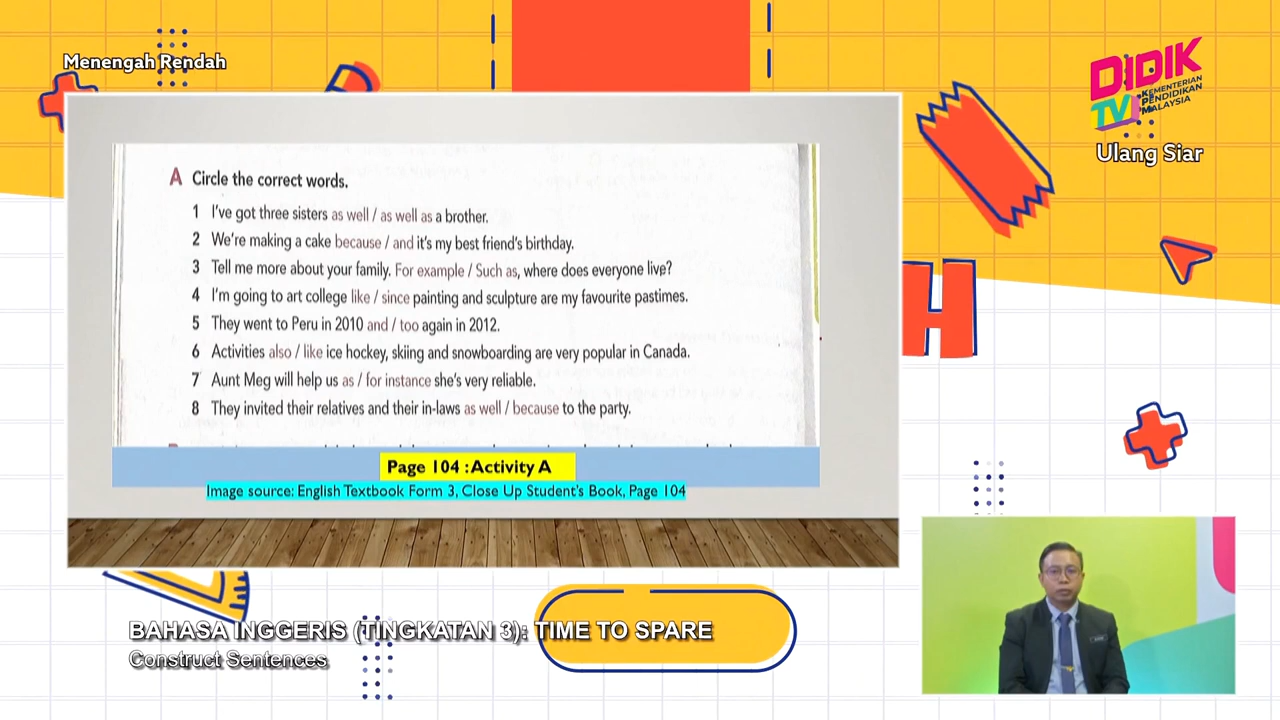 Menengah Rendah
DIDIK
TV
KEMENTERIAN
PENDIDIKAN
MALAYSIA
Ulang Siar
A Circle the correct words.
1 I've got three sisters as well / as well as a brother.
2 We're making a cake because / and it's my best friend's birthday.
3 Tell me more about your family. For example / Such as, where does everyone live?
4 I'm going to art college like / since painting and sculpture are my favourite pastimes.
5 They went to Peru in 2010 and / too again in 2012.
6 Activities also / like ice hockey, skiing and snowboarding are very popular in Canada.
7 Aunt Meg will help us as / for instance she's very reliable.
8 They invited their relatives and their in-laws as well / because to the party.
Page 104 : Activity A
Image source: English Textbook Form 3, Close Up Student's Book, Page 104
H
BAHASA INGGERIS (TINGKATAN 3): TIME TO SPARE
Construct Sentences